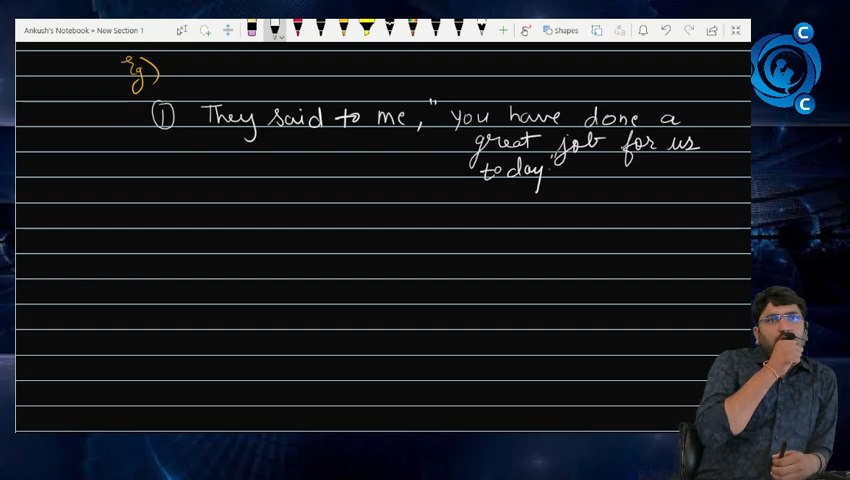 Ankush's Notebook > New Section 1
Shapes
Eg)
① They said to me, "you have done a
great job for us
today."
C
C